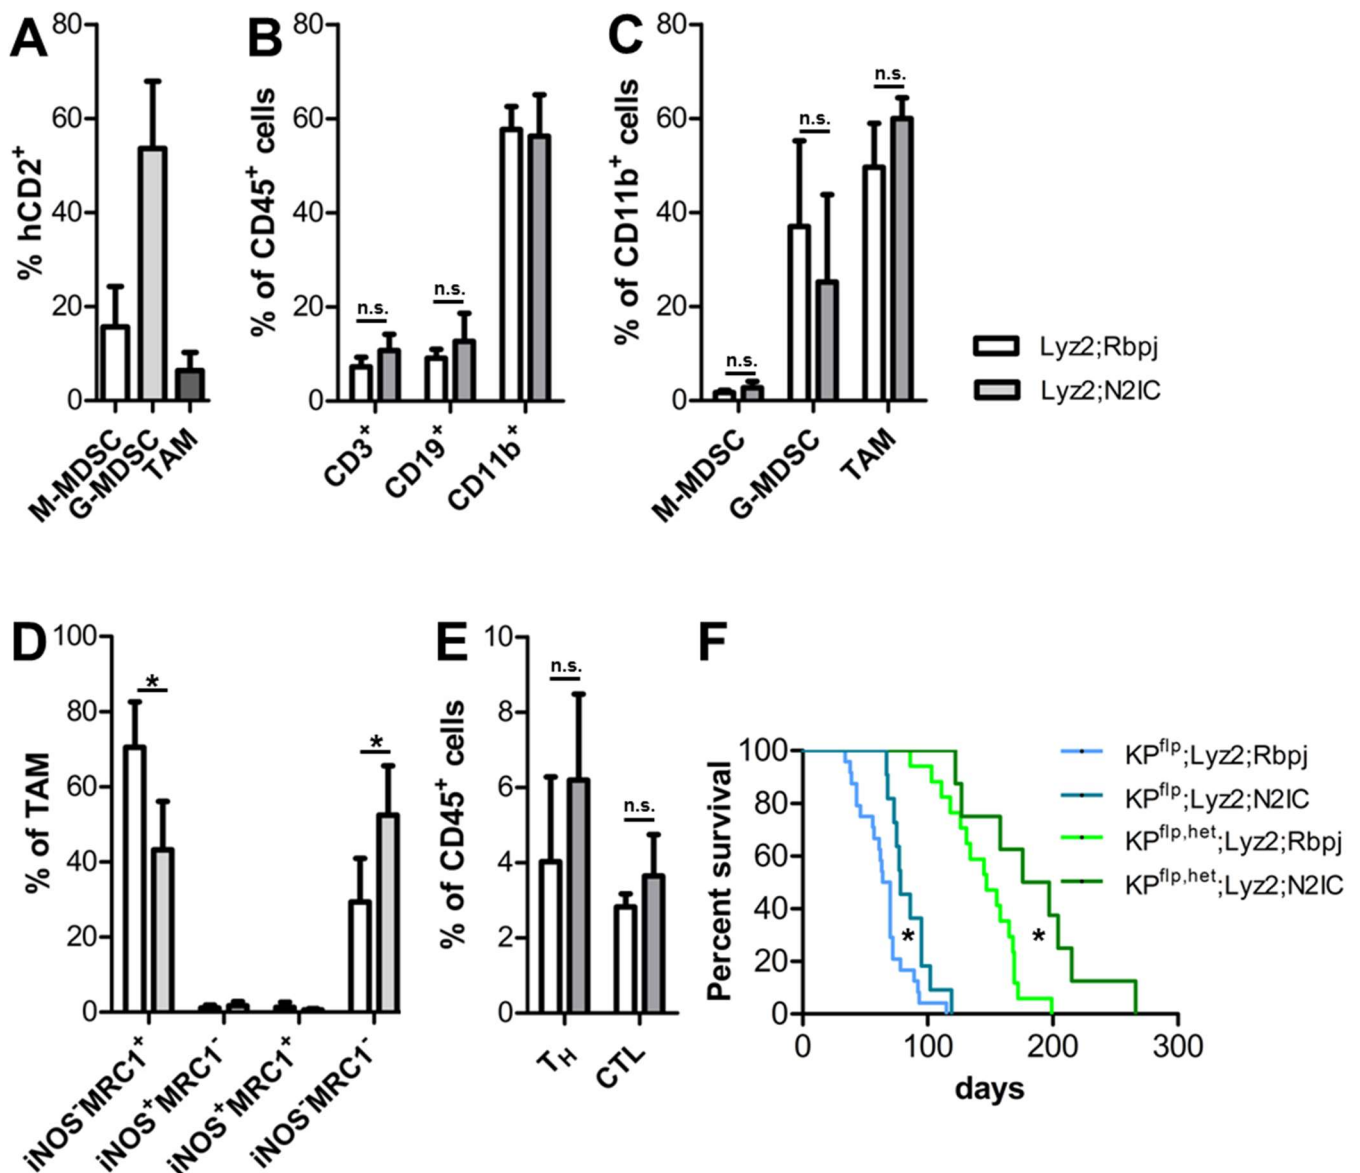 A
80
60
40
20
0
% hCD2+
M-MDSC
G-MDSC
TAM
B
80
60
40
20
0
% of CD45+ cells
n.s.
n.s.
CD3+
CD19+
CD11b+
C
80
60
40
20
0
% of CD11b+ cells
n.s.
n.s.
n.s.
M-MDSC
G-MDSC
TAM
Lyz2;Rbpj
Lyz2;N2IC
D
100
80
60
40
20
0
% of TAM
*
*
iNOS-MRC1+
iNOS+MRC1-
iNOS+MRC1+
iNOS-MRC1-
E
10
8
6
4
2
0
% of CD45+ cells
n.s.
n.s.
TH
CTL
F
100
80
60
40
20
0
Percent survival
*
*
0
100
200
300
days
KPflp;Lyz2;Rbpj
KPflp;Lyz2;N2IC
KPflp,het;Lyz2;Rbpj
KPflp,het;Lyz2;N2IC